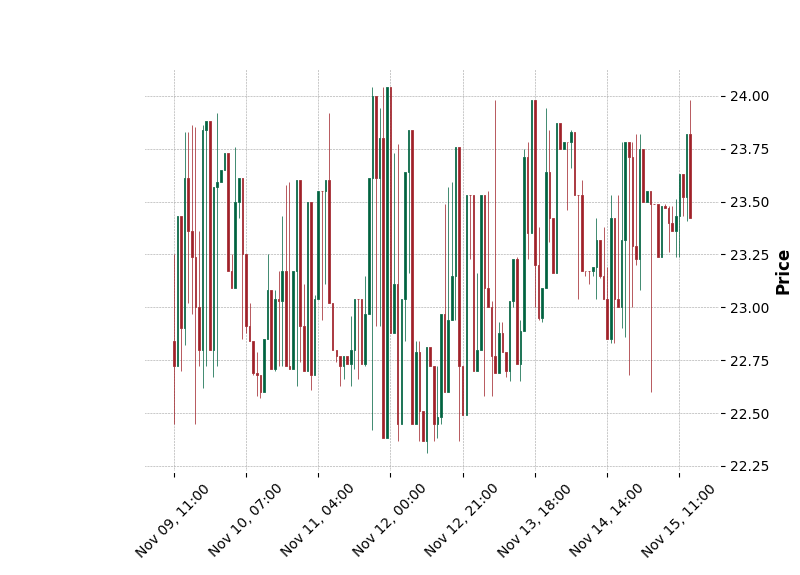 24.00
23.75
23.50
23.25
23.00
22.75
22.50
22.25
Price
Nov 09, 11:00
Nov 10, 07:00
Nov 11, 04:00
Nov 12, 00:00
Nov 12, 21:00
Nov 13, 18:00
Nov 14, 14:00
Nov 15, 11:00